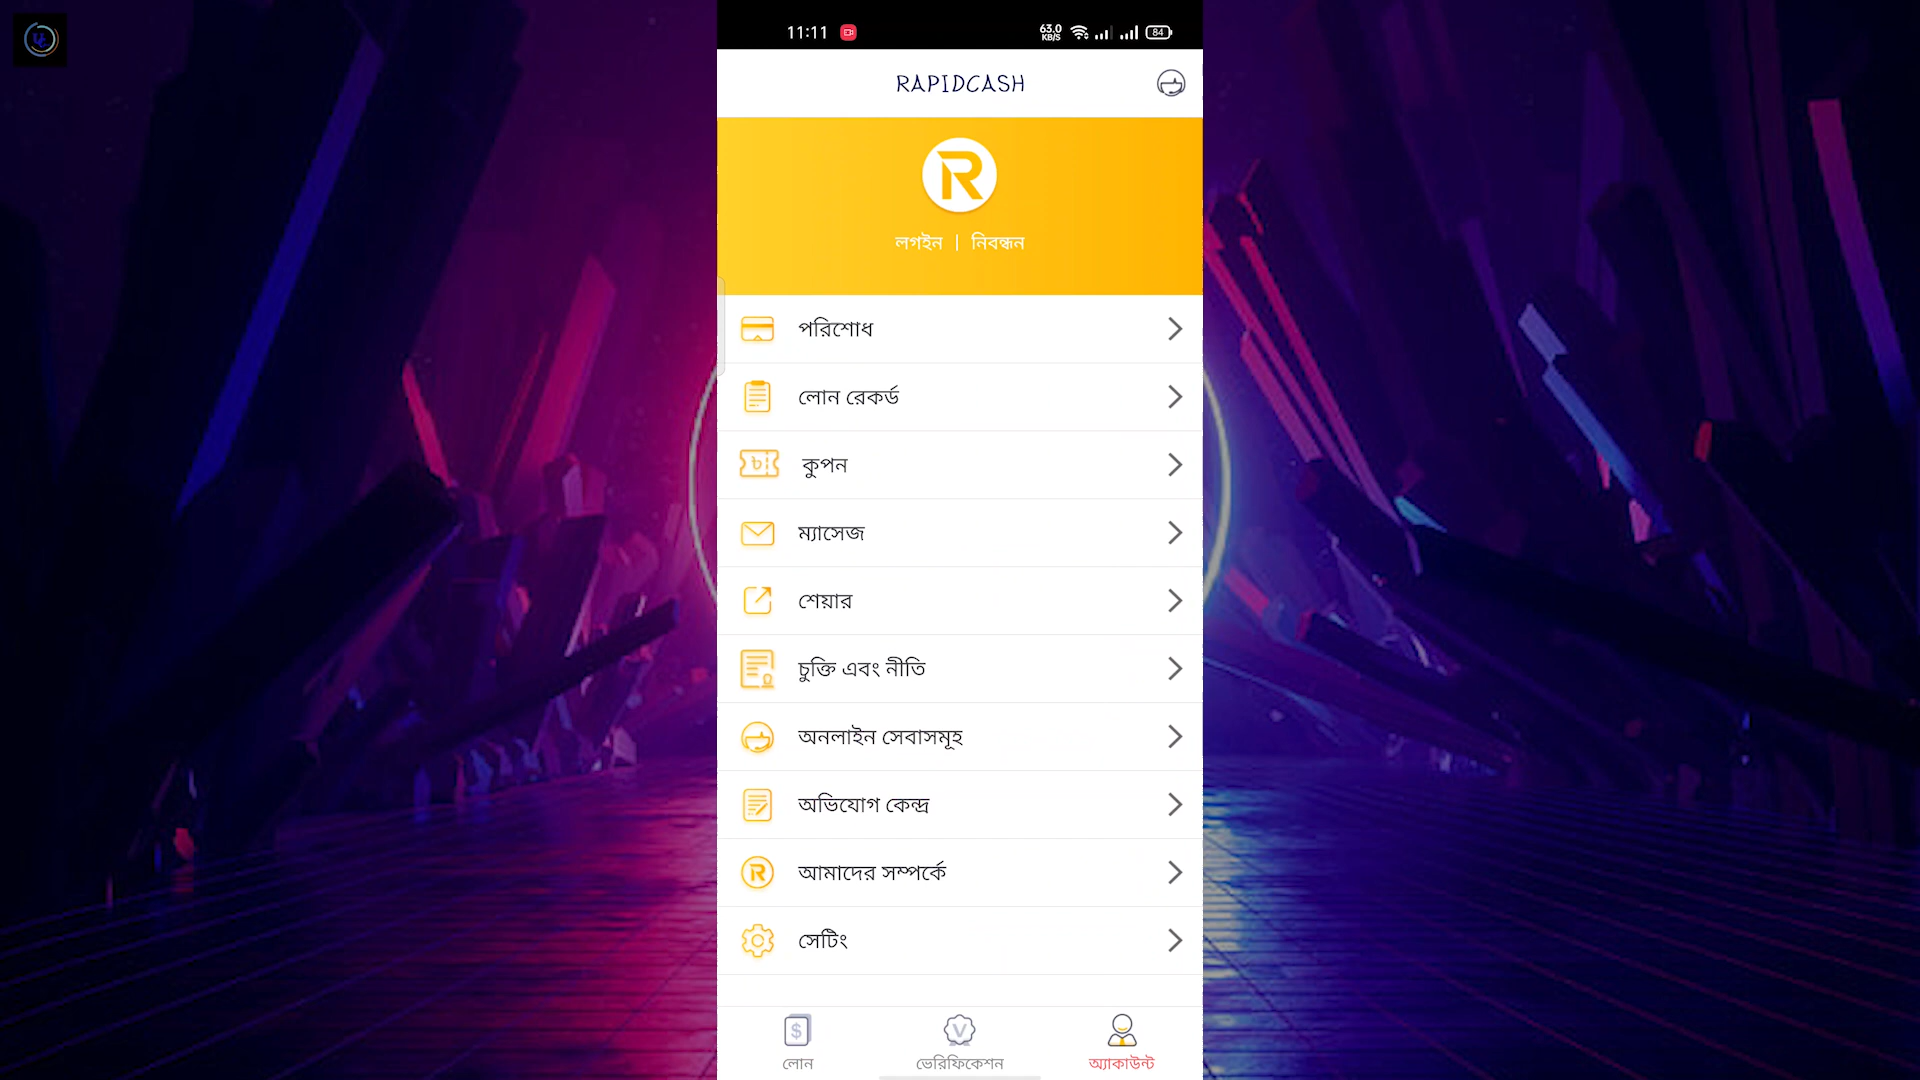 11:11 63.0 KB/S 84
RAPIDCASH
R
লগইন | নিবন্ধন
পরিশোধ
লোন রেকর্ড
কুপন
ম্যাসেজ
শেয়ার
চুক্তি এবং নীতি
অনলাইন সেবাসমূহ
অভিযোগ কেন্দ্র
আমাদের সম্পর্কে
সেটিং
লোন ভেরিফিকেশন অ্যাকাউন্ট